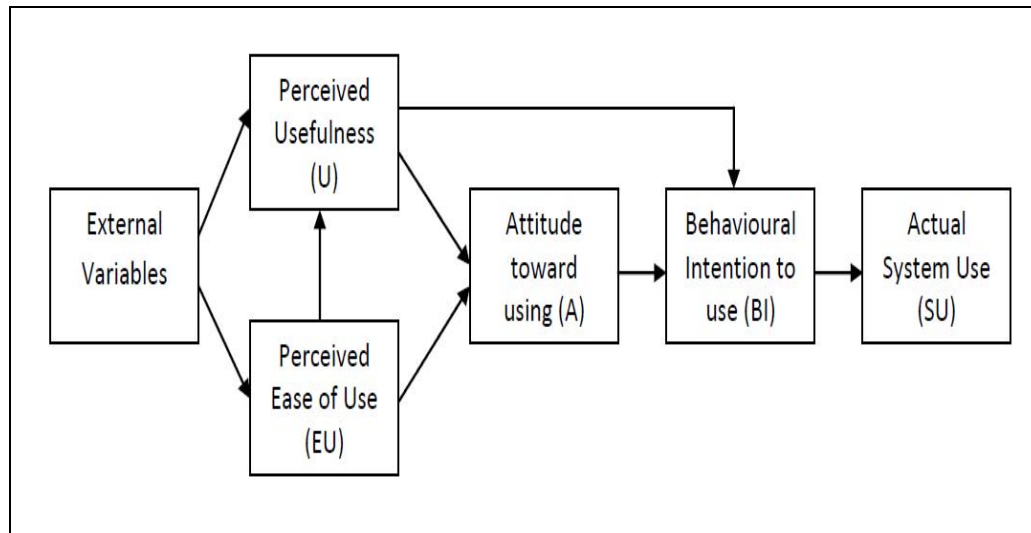 External
Variables
Perceived
Usefulness
(U)
Perceived
Ease of Use
(EU)
Attitude
toward
using (A)
Behavioural
Intention to
use (BI)
Actual
System Use
(SU)